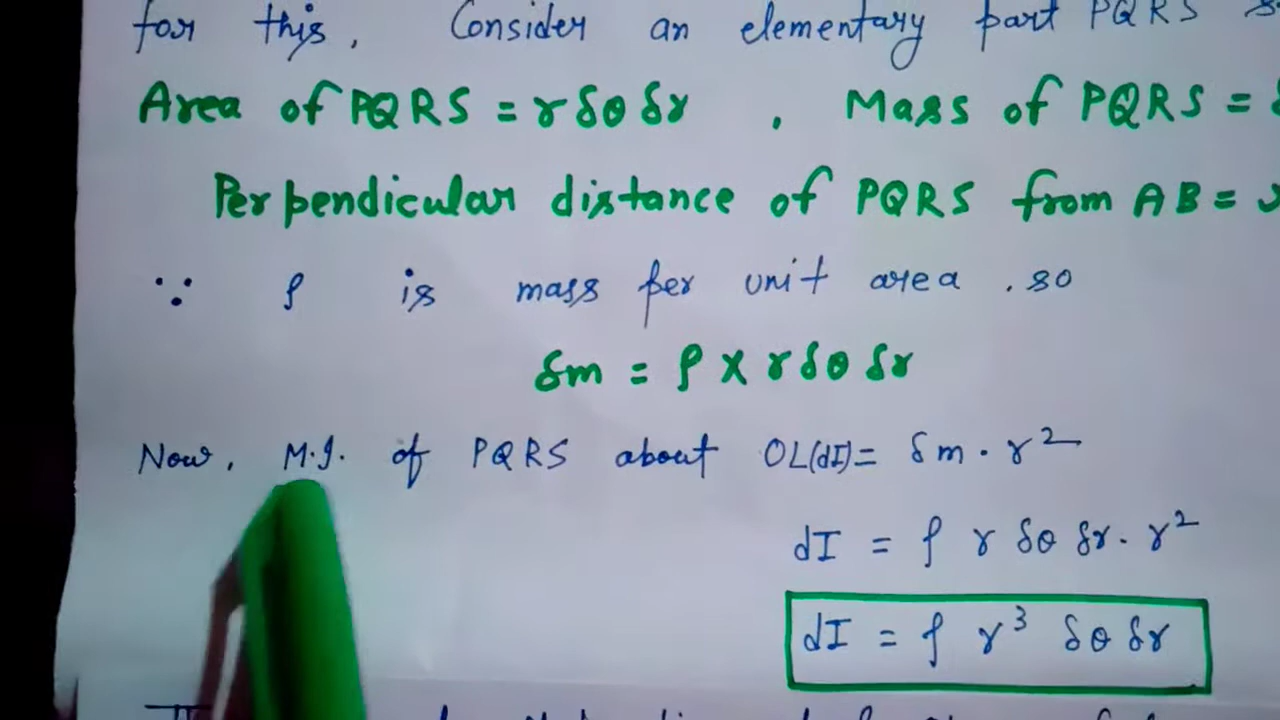 for this, Consider an elementary part PQRS
Area of PQRS = r δθ δr , Mass of PQRS =
Perpendicular distance of PQRS from AB =
∵ ρ is mass per unit area . so
δm = ρ X r δθ δr
Now, M.I. of PQRS about OL(dI) = δm . r²
dI = ρ r δθ δr . r²
dI = ρ r³ δθ δr